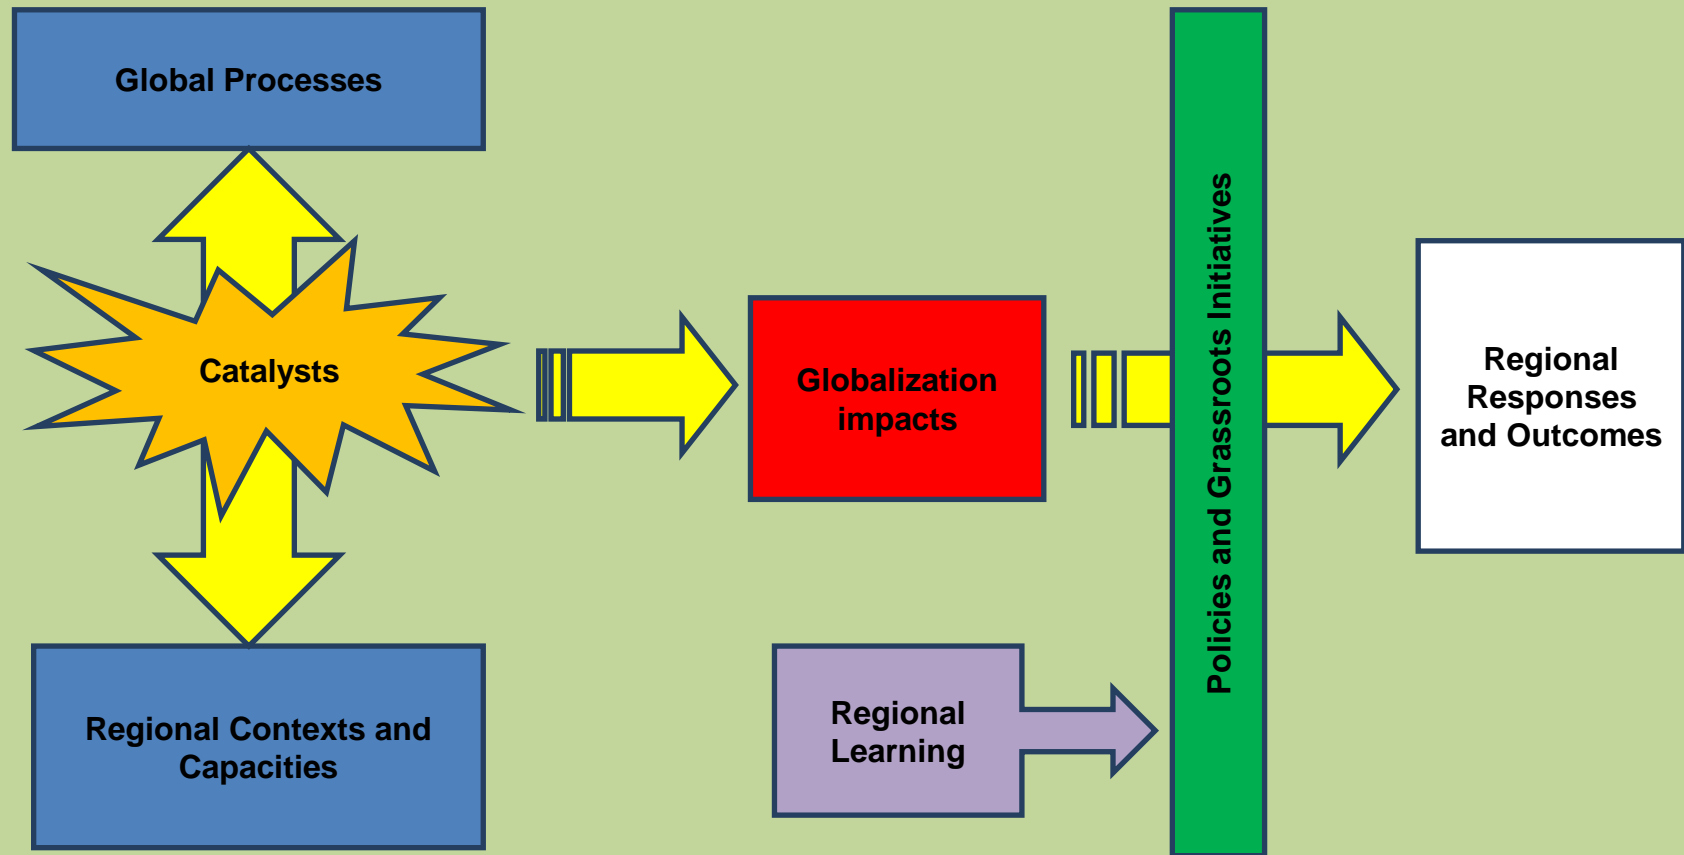 Global Processes
Catalysts
Regional Contexts and
Capacities
Globalization
impacts
Regional
Learning
Policies and Grassroots Initiatives
Regional
Responses
and Outcomes